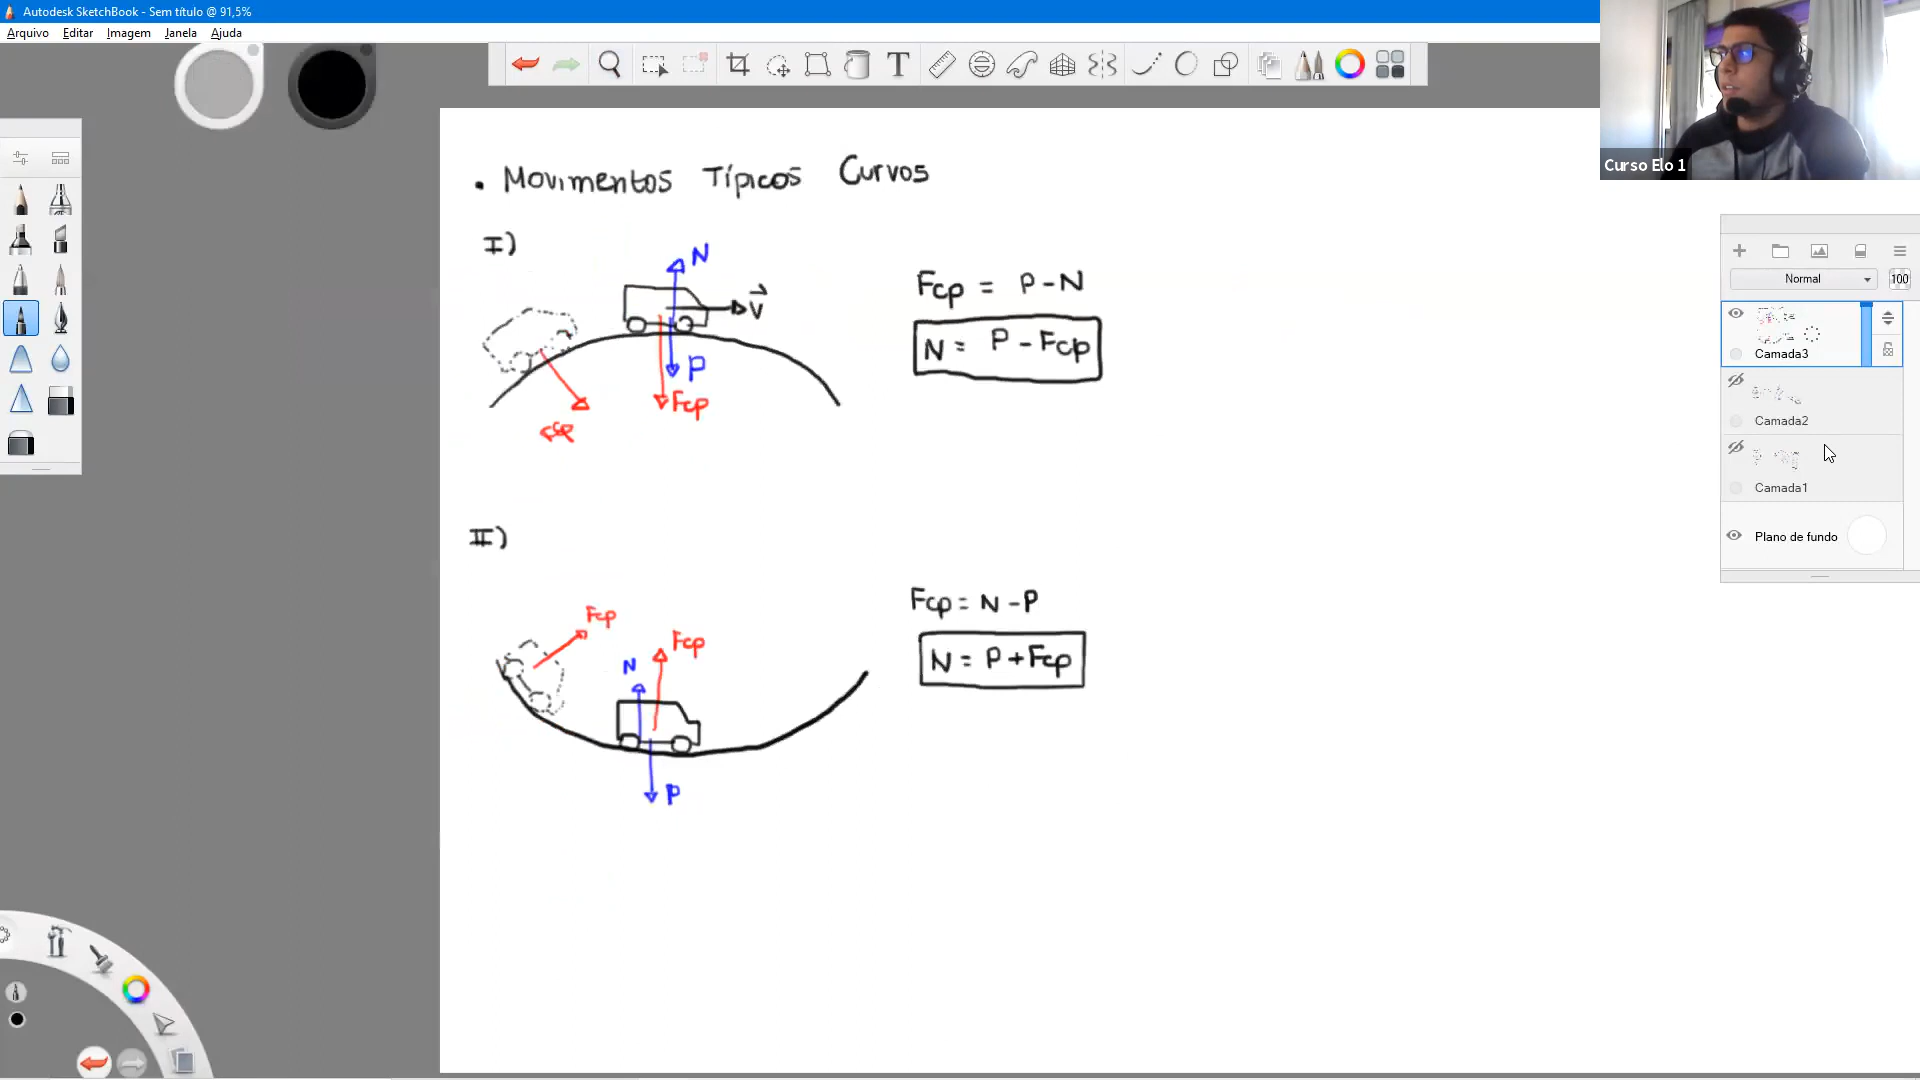 Autodesk SketchBook - Sem título @ 91,5%
Arquivo Editar Imagem Janela Ajuda
T
Curso Elo 1
• Movimentos Típicos Curvos
I)
N
V
P
Fcp
Fcp
Fcp = P - N
N = P - Fcp
II)
Fcp
Fcp
N
P
Fcp = N - P
N = P + Fcp
Normal
100
Camada3
Camada2
Camada1
Plano de fundo